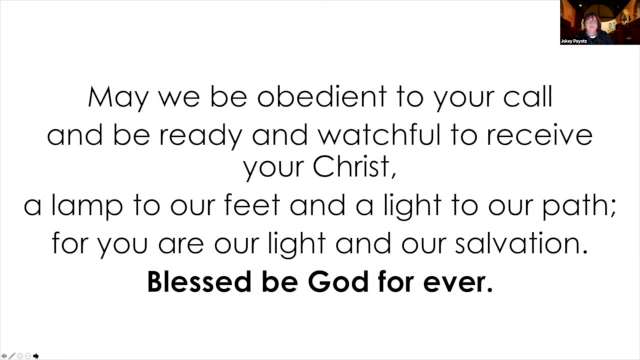 May we be obedient to your call
and be ready and watchful to receive
your Christ,
a lamp to our feet and a light to our path;
for you are our light and our salvation.
Blessed be God for ever.